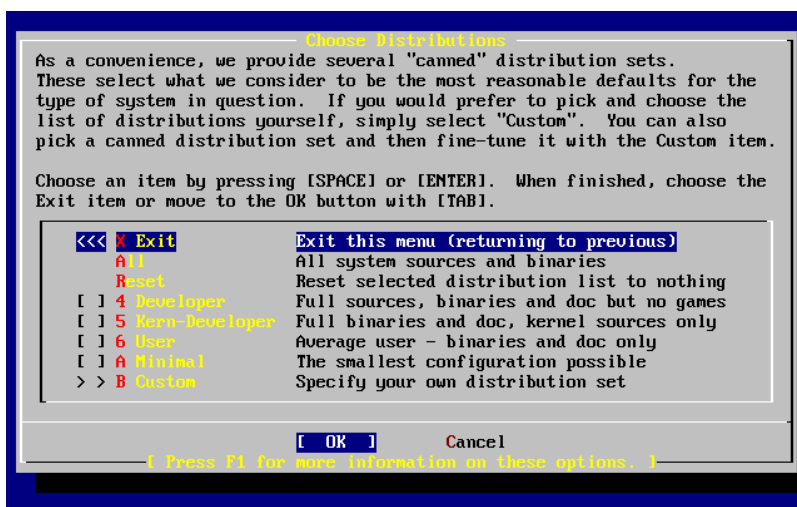 Choose Distributions
As a convenience, we provide several "canned" distribution sets.
These select what we consider to be the most reasonable defaults for the
type of system in question.  If you would prefer to pick and choose the
list of distributions yourself, simply select "Custom".  You can also
pick a canned distribution set and then fine-tune it with the Custom item.
Choose an item by pressing [SPACE] or [ENTER].  When finished, choose the
Exit item or move to the OK button with [TAB].
<<< X Exit Exit this menu (returning to previous)
All All system sources and binaries
Reset Reset selected distribution list to nothing
[ ] 4 Developer Full sources, binaries and doc but no games
[ ] 5 Kern-Developer Full binaries and doc, kernel sources only
[ ] 6 User Average user - binaries and doc only
[ ] A Minimal The smallest configuration possible
> > B Custom Specify your own distribution set
[ OK ] Cancel
[ Press F1 for more information on these options. ]